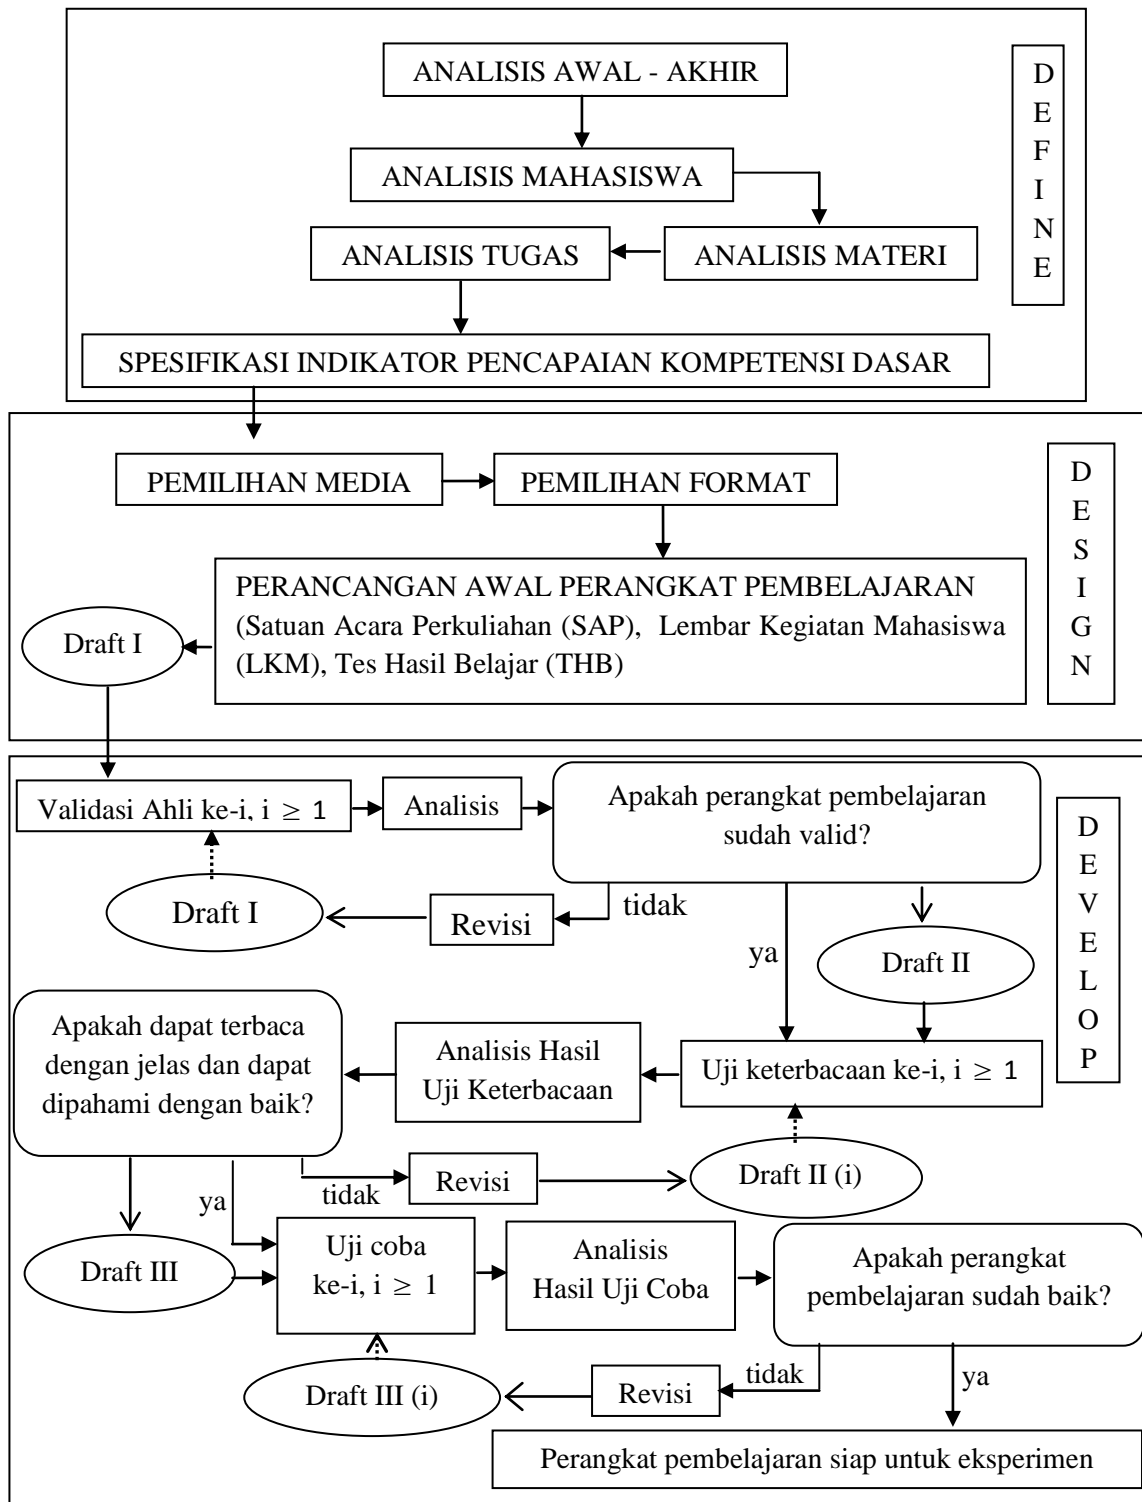 ANALISIS AWAL - AKHIR
ANALISIS MAHASISWA
ANALISIS TUGAS
ANALISIS MATERI
SPESIFIKASI INDIKATOR PENCAPAIAN KOMPETENSI DASAR
D
E
F
I
N
E
PEMILIHAN MEDIA
PEMILIHAN FORMAT
PERANCANGAN AWAL PERANGKAT PEMBELAJARAN
(Satuan Acara Perkuliahan (SAP), Lembar Kegiatan Mahasiswa
(LKM), Tes Hasil Belajar (THB)
Draft I
D
E
S
I
G
N
Validasi Ahli ke-i, i ≥ 1
Analisis
Apakah perangkat pembelajaran
sudah valid?
Draft I
Revisi
tidak
ya
Draft II
D
E
V
E
L
O
P
Apakah dapat terbaca
dengan jelas dan dapat
dipahami dengan baik?
Analisis Hasil
Uji Keterbacaan
Uji keterbacaan ke-i, i ≥ 1
ya
tidak
Revisi
Draft II (i)
Draft III
Uji coba
ke-i, i ≥ 1
Analisis
Hasil Uji Coba
Apakah perangkat
pembelajaran sudah baik?
Draft III (i)
Revisi
tidak
ya
Perangkat pembelajaran siap untuk eksperimen